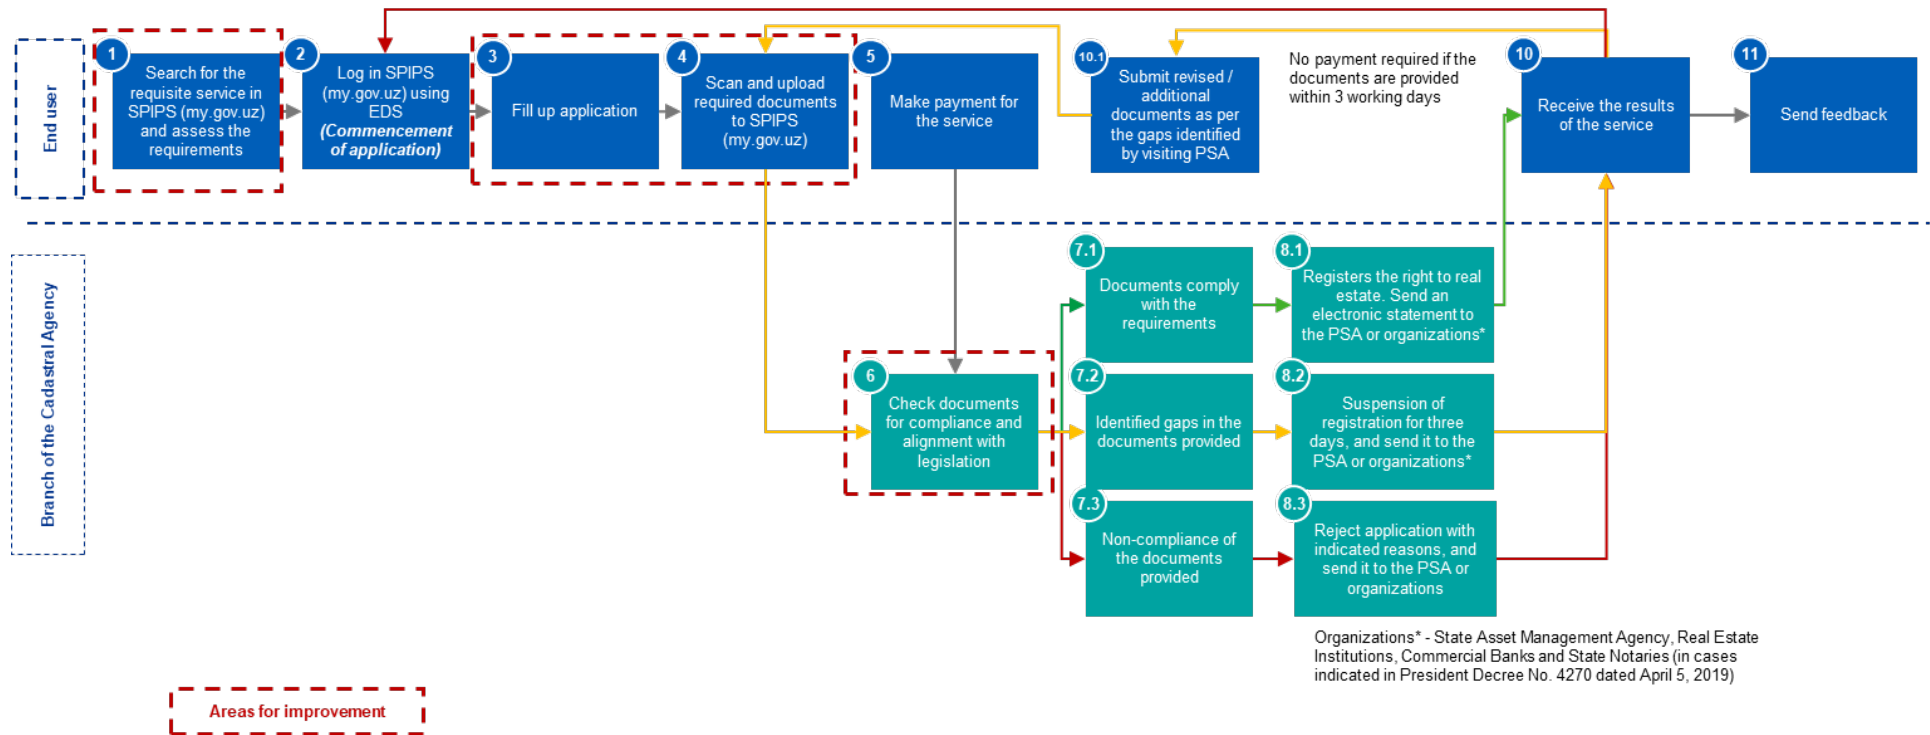 End user
1
Search for the
requisite service in
SPIPS (my.gov.uz)
and assess the
requirements
2
Log in SPIPS
(my.gov.uz) using
EDS
(Commencement
of application)
3
Fill up application
4
Scan and upload
required documents
to SPIPS
(my.gov.uz)
5
Make payment for
the service
10.1
Submit revised /
additional
documents as per
the gaps identified
by visiting PSA
No payment required if the
documents are provided
within 3 working days
10
Receive the results
of the service
11
Send feedback
Branch of the Cadastral Agency
6
Check documents
for compliance and
alignment with
legislation
7.1
Documents comply
with the
requirements
8.1
Registers the right to real
estate. Send an
electronic statement to
the PSA or organizations*
7.2
Identified gaps in the
documents provided
8.2
Suspension of
registration for three
days, and send it to the
PSA or organizations*
7.3
Non-compliance of
the documents
provided
8.3
Reject application with
indicated reasons, and
send it to the PSA or
organizations
Organizations* - State Asset Management Agency, Real Estate
Institutions, Commercial Banks and State Notaries (in cases
indicated in President Decree No. 4270 dated April 5, 2019)
Areas for improvement